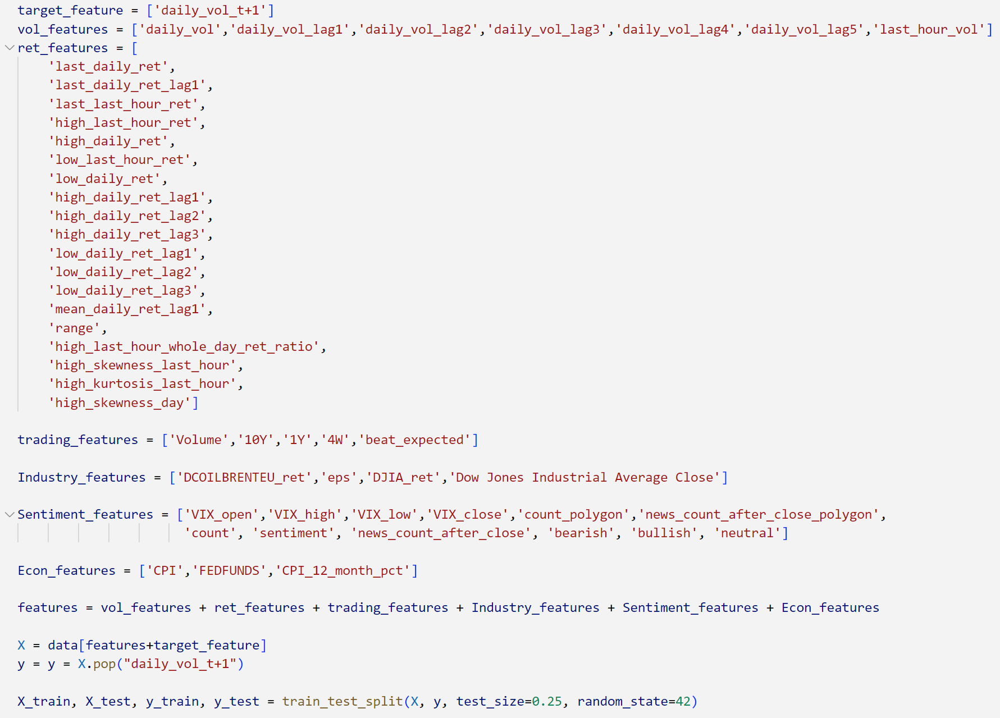 target_feature = ['daily_vol_t+1']
vol_features = ['daily_vol','daily_vol_lag1','daily_vol_lag2','daily_vol_lag3','daily_vol_lag4','daily_vol_lag5','last_hour_vol']
ret_features = [
'last_daily_ret',
'last_daily_ret_lag1',
'last_last_hour_ret',
'high_last_hour_ret',
'high_daily_ret',
'low_last_hour_ret',
'low_daily_ret',
'high_daily_ret_lag1',
'high_daily_ret_lag2',
'high_daily_ret_lag3',
'low_daily_ret_lag1',
'low_daily_ret_lag2',
'low_daily_ret_lag3',
'mean_daily_ret_lag1',
'range',
'high_last_hour_whole_day_ret_ratio',
'high_skewness_last_hour',
'high_kurtosis_last_hour',
'high_skewness_day']
trading_features = ['Volume','10Y','1Y','4W','beat_expected']
Industry_features = ['DCOILBRENTEU_ret','eps','DJIA_ret','Dow Jones Industrial Average Close']
Sentiment_features = ['VIX_open','VIX_high','VIX_low','VIX_close','count_polygon','news_count_after_close_polygon',
'count', 'sentiment', 'news_count_after_close', 'bearish', 'bullish', 'neutral']
Econ_features = ['CPI','FEDFUNDS','CPI_12_month_pct']
features = vol_features + ret_features + trading_features + Industry_features + Sentiment_features + Econ_features
X = data[features+target_feature]
y = y = X.pop("daily_vol_t+1")
X_train, X_test, y_train, y_test = train_test_split(X, y, test_size=0.25, random_state=42)